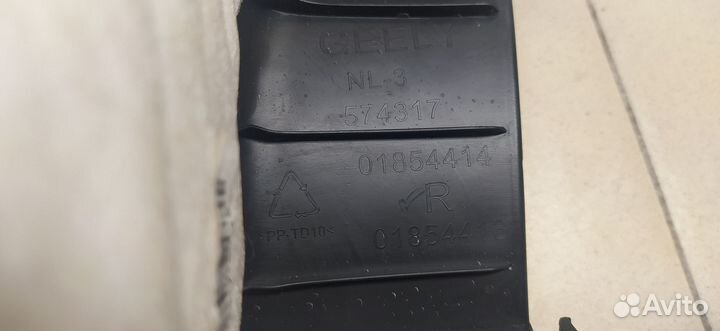 GEELY
NL-3
574317
01854414
R
>PP-TD10<
Avito